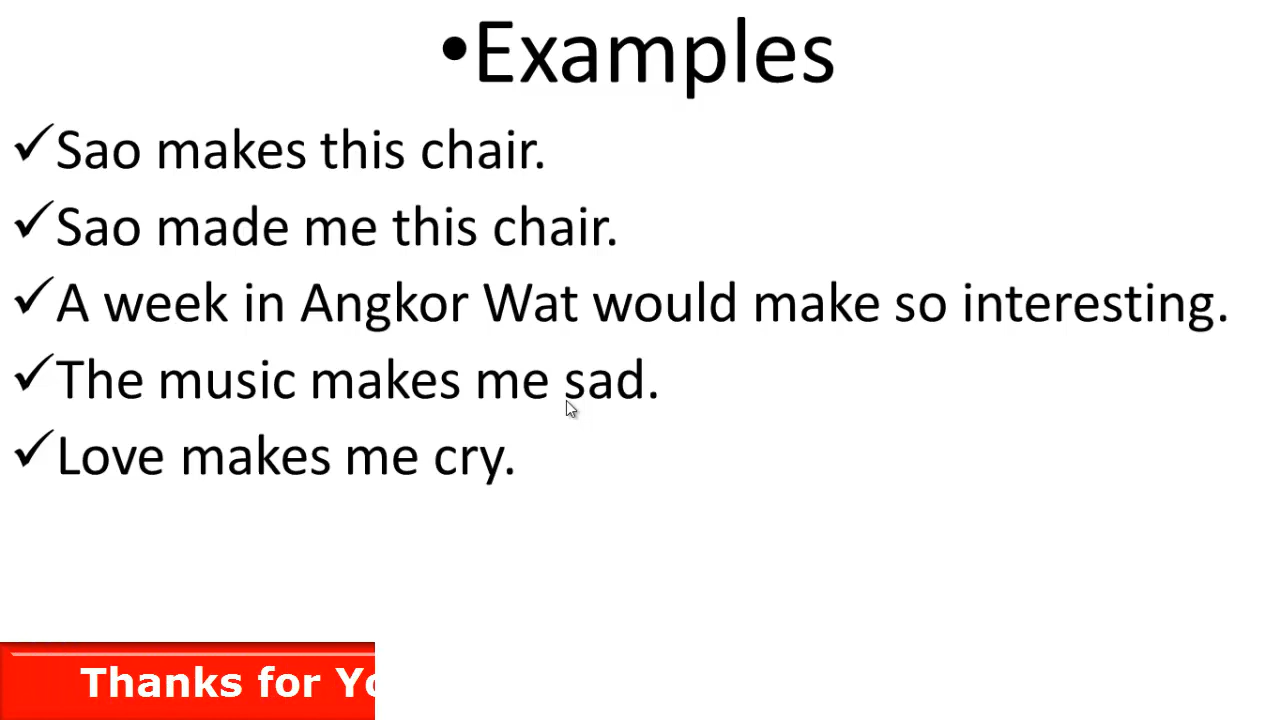 •Examples
✓Sao makes this chair.
✓Sao made me this chair.
✓A week in Angkor Wat would make so interesting.
✓The music makes me sad.
✓Love makes me cry.
Thanks for